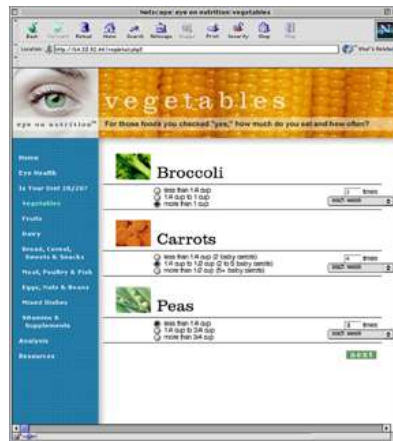 Netscape: eye on nutrition: vegetables
Back
Reload
Home
Search
Netscape
Print
Security
Stop
Location:
What's Related
vegetables
eye on nutrition
For those foods you checked "yes," how much do you eat and how often?
Home
Eye Health
Is Your Diet 20/20?
Vegetables
Fruits
Dairy
Bread, Cereal,
Sweets & Snacks
Meat, Poultry & Fish
Eggs, Nuts & Beans
Mixed Dishes
Vitamins &
Supplements
Analysis
Resources
Broccoli
less than 1/4 cup
1/4 cup to 1 cup
more than 1 cup
times
each week
Carrots
less than 1/4 cup (2 baby carrots)
1/4 cup to 1/2 cup (2 to 5 baby carrots)
more than 1/2 cup (5+ baby carrots)
times
each week
Peas
less than 1/4 cup
1/4 cup to 3/4 cup
more than 3/4 cup
times
each week
next